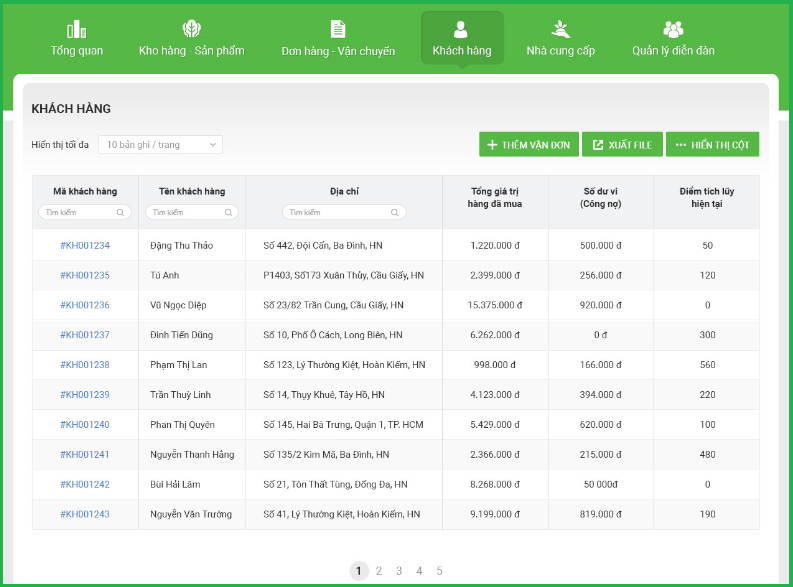 Tổng quan
Kho hàng - Sản phẩm
Đơn hàng - Vận chuyển
Khách hàng
Nhà cung cấp
Quản lý diễn đàn
KHÁCH HÀNG
Hiển thị tối đa
10 bản ghi / trang
THÊM VẬN ĐƠN
XUẤT FILE
HIỂN THỊ CỘT
Mã khách hàng
Tên khách hàng
Địa chỉ
Tổng giá trị
hàng đã mua
Số dư ví
(Công nợ)
Điểm tích lũy
hiện tại
Tìm kiếm
Tìm kiếm
Tìm kiếm
#KH001234 Đặng Thu Thảo Số 442, Đội Cấn, Ba Đình, HN 1.220.000 đ 500.000 đ 50
#KH001235 Tú Anh P1403, Số173 Xuân Thủy, Cầu Giấy, HN 2.399.000 đ 256.000 đ 120
#KH001236 Vũ Ngọc Diệp Số 23/82 Trần Cung, Cầu Giấy, HN 15.375.000 đ 920.000 đ 0
#KH001237 Đinh Tiến Dũng Số 10, Phố Ô Cách, Long Biên, HN 6.262.000 đ 0 đ 300
#KH001238 Phạm Thị Lan Số 123, Lý Thường Kiệt, Hoàn Kiếm, HN 998.000 đ 166.000 đ 560
#KH001239 Trần Thuỳ Linh Số 14, Thụy Khuê, Tây Hồ, HN 4.123.000 đ 394.000 đ 220
#KH001240 Phan Thị Quyên Số 145, Hai Bà Trưng, Quận 1, TP. HCM 5.429.000 đ 620.000 đ 100
#KH001241 Nguyễn Thanh Hằng Số 135/2 Kim Mã, Ba Đình, HN 2.366.000 đ 215.000 đ 480
#KH001242 Bùi Hải Lâm Số 21, Tôn Thất Tùng, Đống Đa, HN 8.268.000 đ 50 000đ 0
#KH001243 Nguyễn Văn Trường Số 41, Lý Thường Kiệt, Hoàn Kiếm, HN 9.199.000 đ 819.000 đ 190
1 2 3 4 5